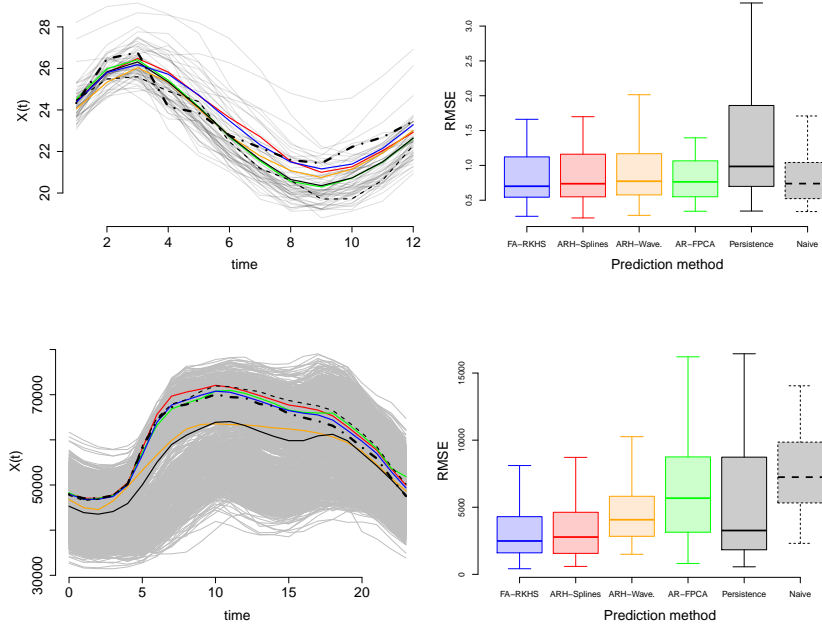 X(t)
28
26
24
22
20
2 4 6 8 10 12
time
RMSE
0.5 1.0 1.5 2.0 2.5 3.0
FA−RKHS ARH−Splines ARH−Wave. AR−FPCA Persistence Naive
Prediction method
X(t)
70000
50000
30000
0 5 10 15 20
time
RMSE
15000
10000
5000
0
FA−RKHS ARH−Splines ARH−Wave. AR−FPCA Persistence Naive
Prediction method